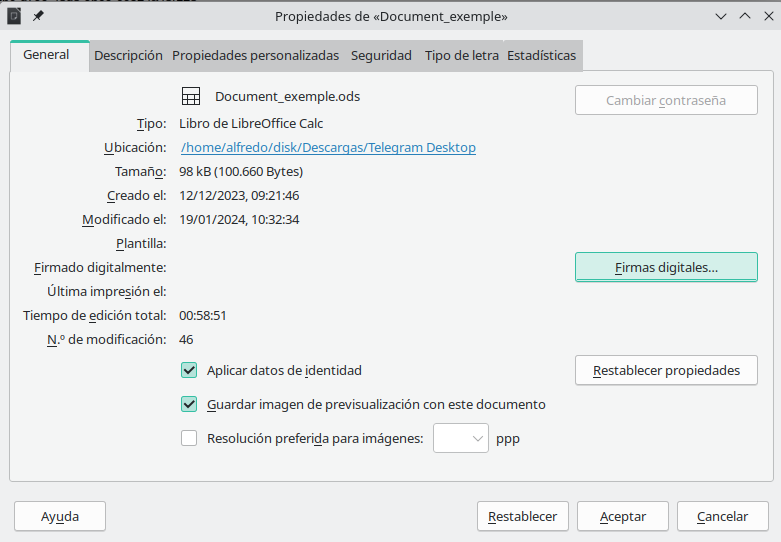 Propiedades de «Document_exemple»
General Descripción Propiedades personalizadas Seguridad Tipo de letra Estadísticas
Document_exemple.ods Cambiar contraseña
Tipo: Libro de LibreOffice Calc
Ubicación: /home/alfredo/disk/Descargas/Telegram Desktop
Tamaño: 98 kB (100.660 Bytes)
Creado el: 12/12/2023, 09:21:46
Modificado el: 19/01/2024, 10:32:34
Plantilla:
Firmado digitalmente: Firmas digitales...
Última impresión el:
Tiempo de edición total: 00:58:51
N.º de modificación: 46
Aplicar datos de identidad Restablecer propiedades
Guardar imagen de previsualización con este documento
Resolución preferida para imágenes: ppp
Ayuda Restablecer Aceptar Cancelar